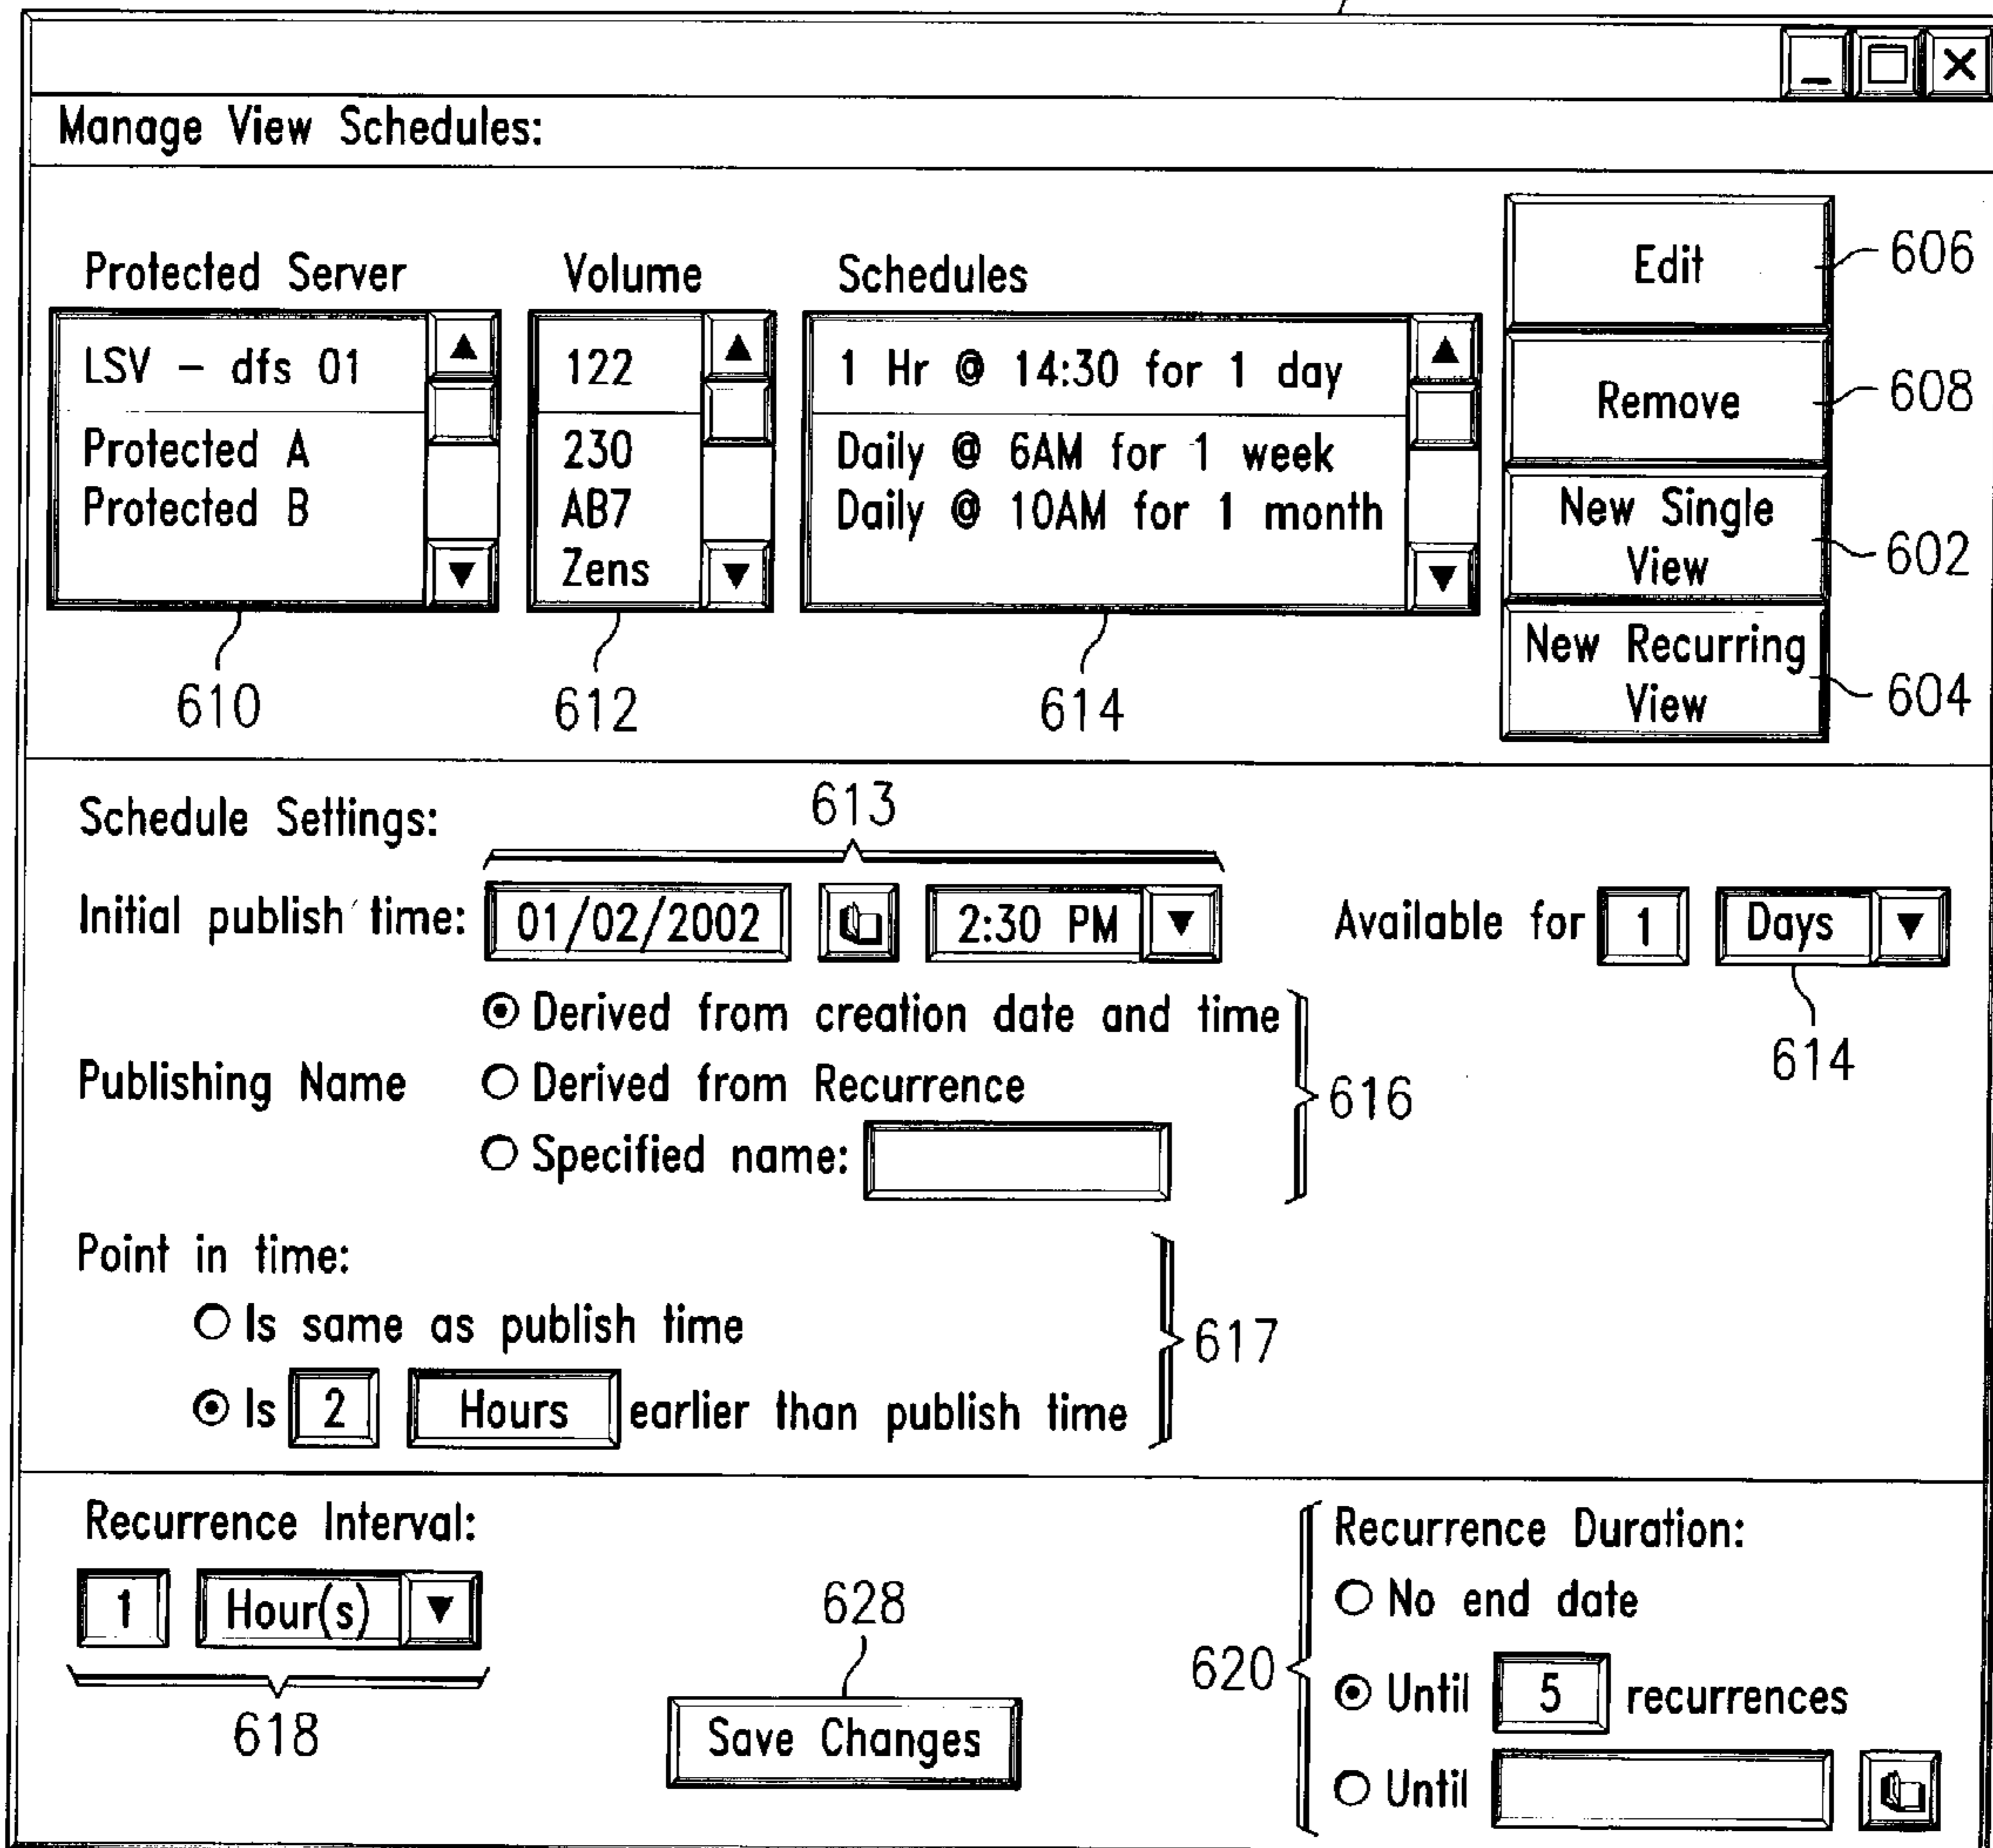 Manage View Schedules:
Protected Server
LSV - dfs 01
Protected A
Protected B
610
Volume
122
230
AB7
Zens
612
Schedules
1 Hr @ 14:30 for 1 day
Daily @ 6AM for 1 week
Daily @ 10AM for 1 month
614
Edit
606
Remove
608
New Single
View
602
New Recurring
View
604
Schedule Settings:
613
Initial publish time: 01/02/2002 2:30 PM Available for 1 Days
614
Publishing Name
Derived from creation date and time
Derived from Recurrence
Specified name:
616
Point in time:
Is same as publish time
Is 2 Hours earlier than publish time
617
Recurrence Interval:
1 Hour(s)
618
628
Save Changes
620
Recurrence Duration:
No end date
Until 5 recurrences
Until